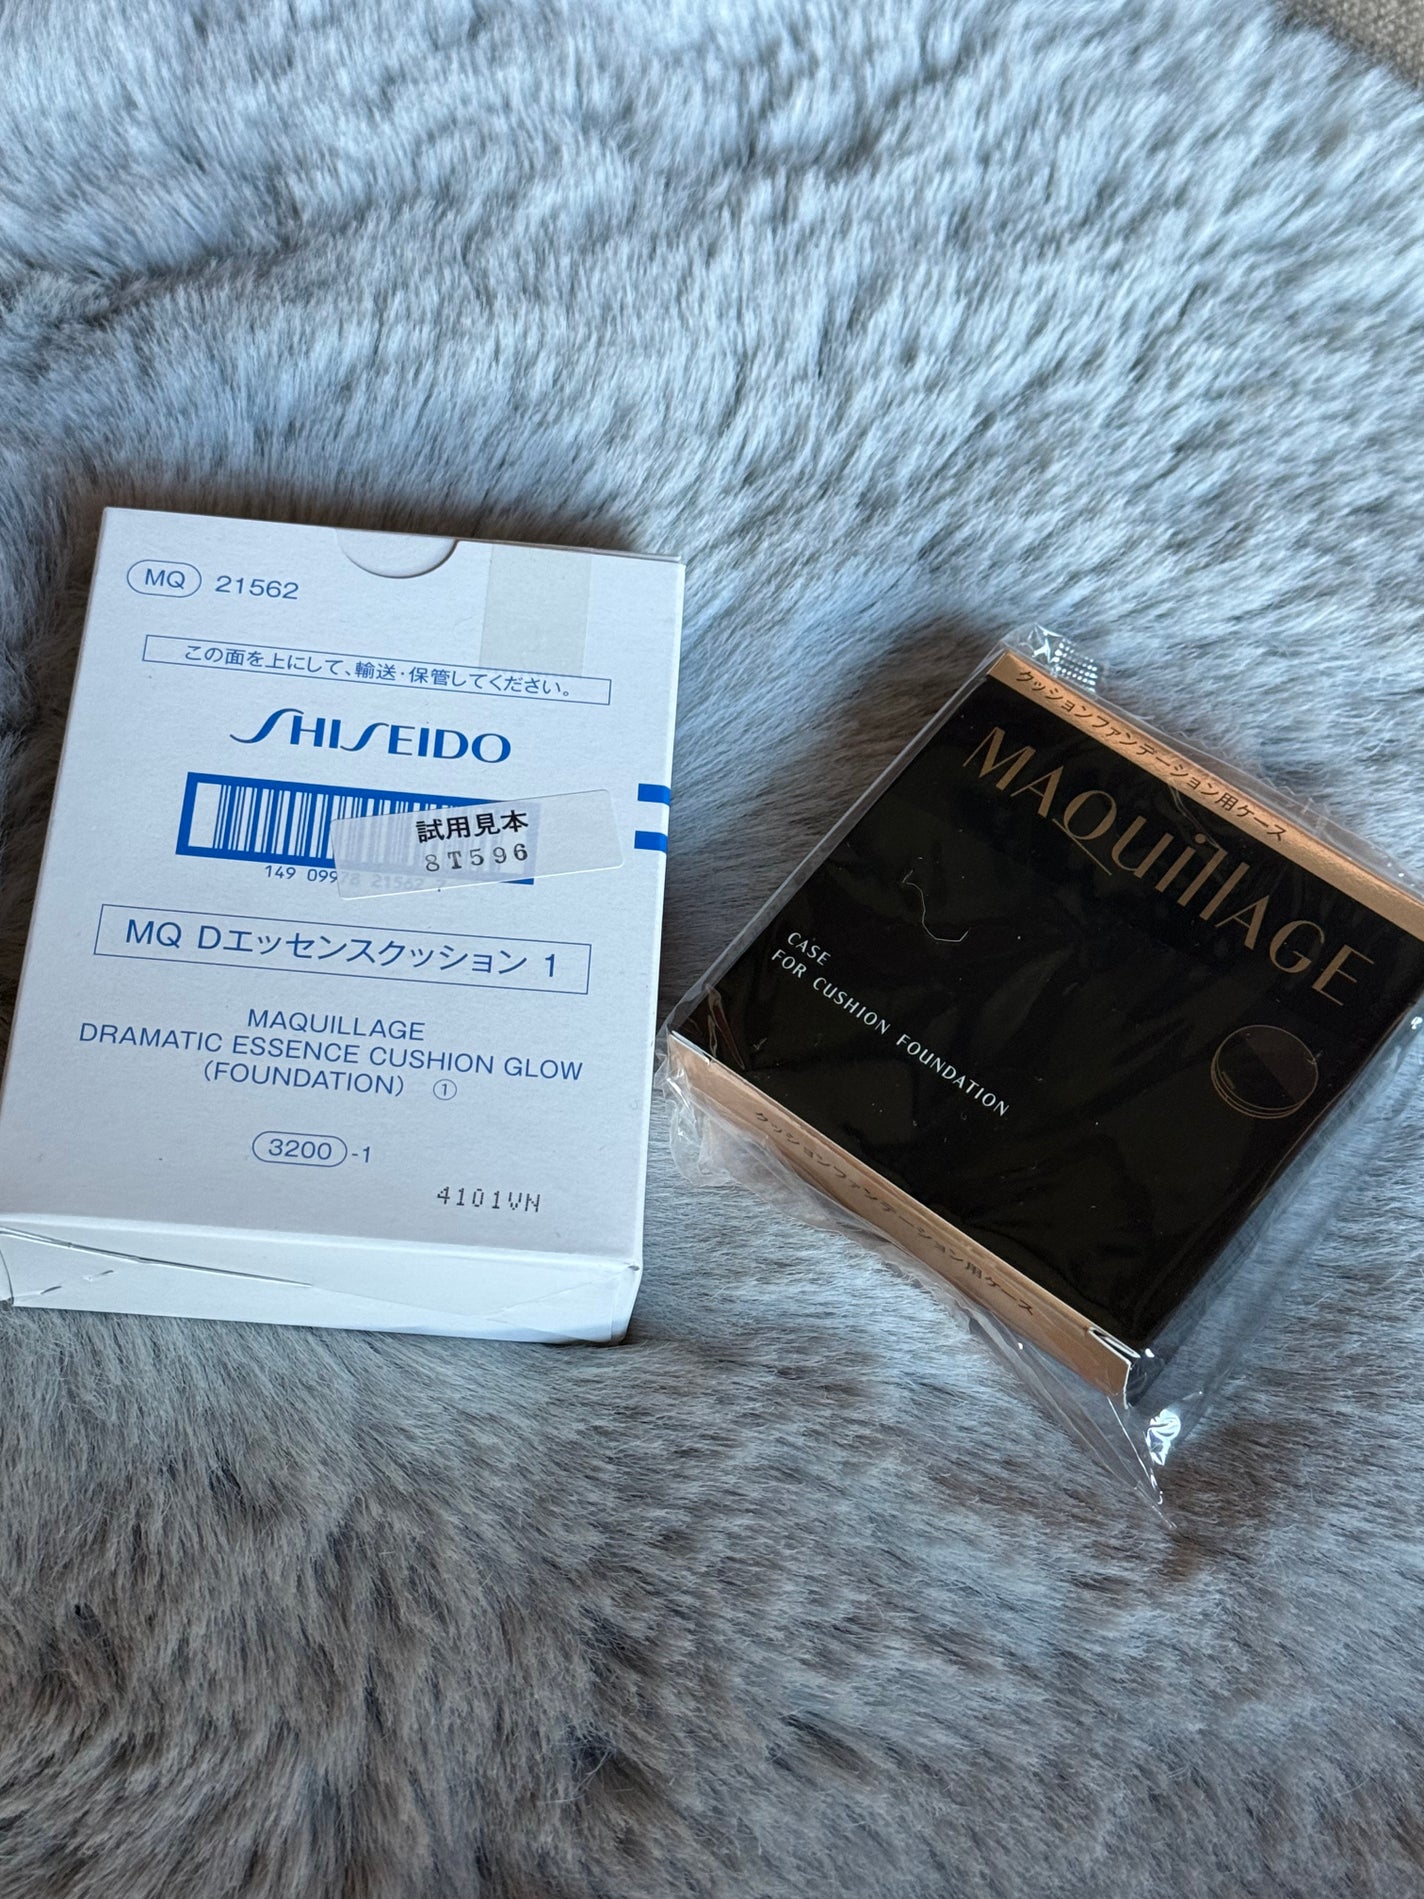 MQ 21562
この面を上にして、輸送・保管してください。
SHISEIDO
試用見本
8T596
149 09978 21562
MQ Dエッセンスクッション 1
MAQUILLAGE
DRAMATIC ESSENCE CUSHION GLOW
(FOUNDATION) ①
3200-1
4101VN
クッションファンデーション用ケース
MAQUillAGE
CASE
FOR CUSHION FOUNDATION
クッションファンデーション用ケース